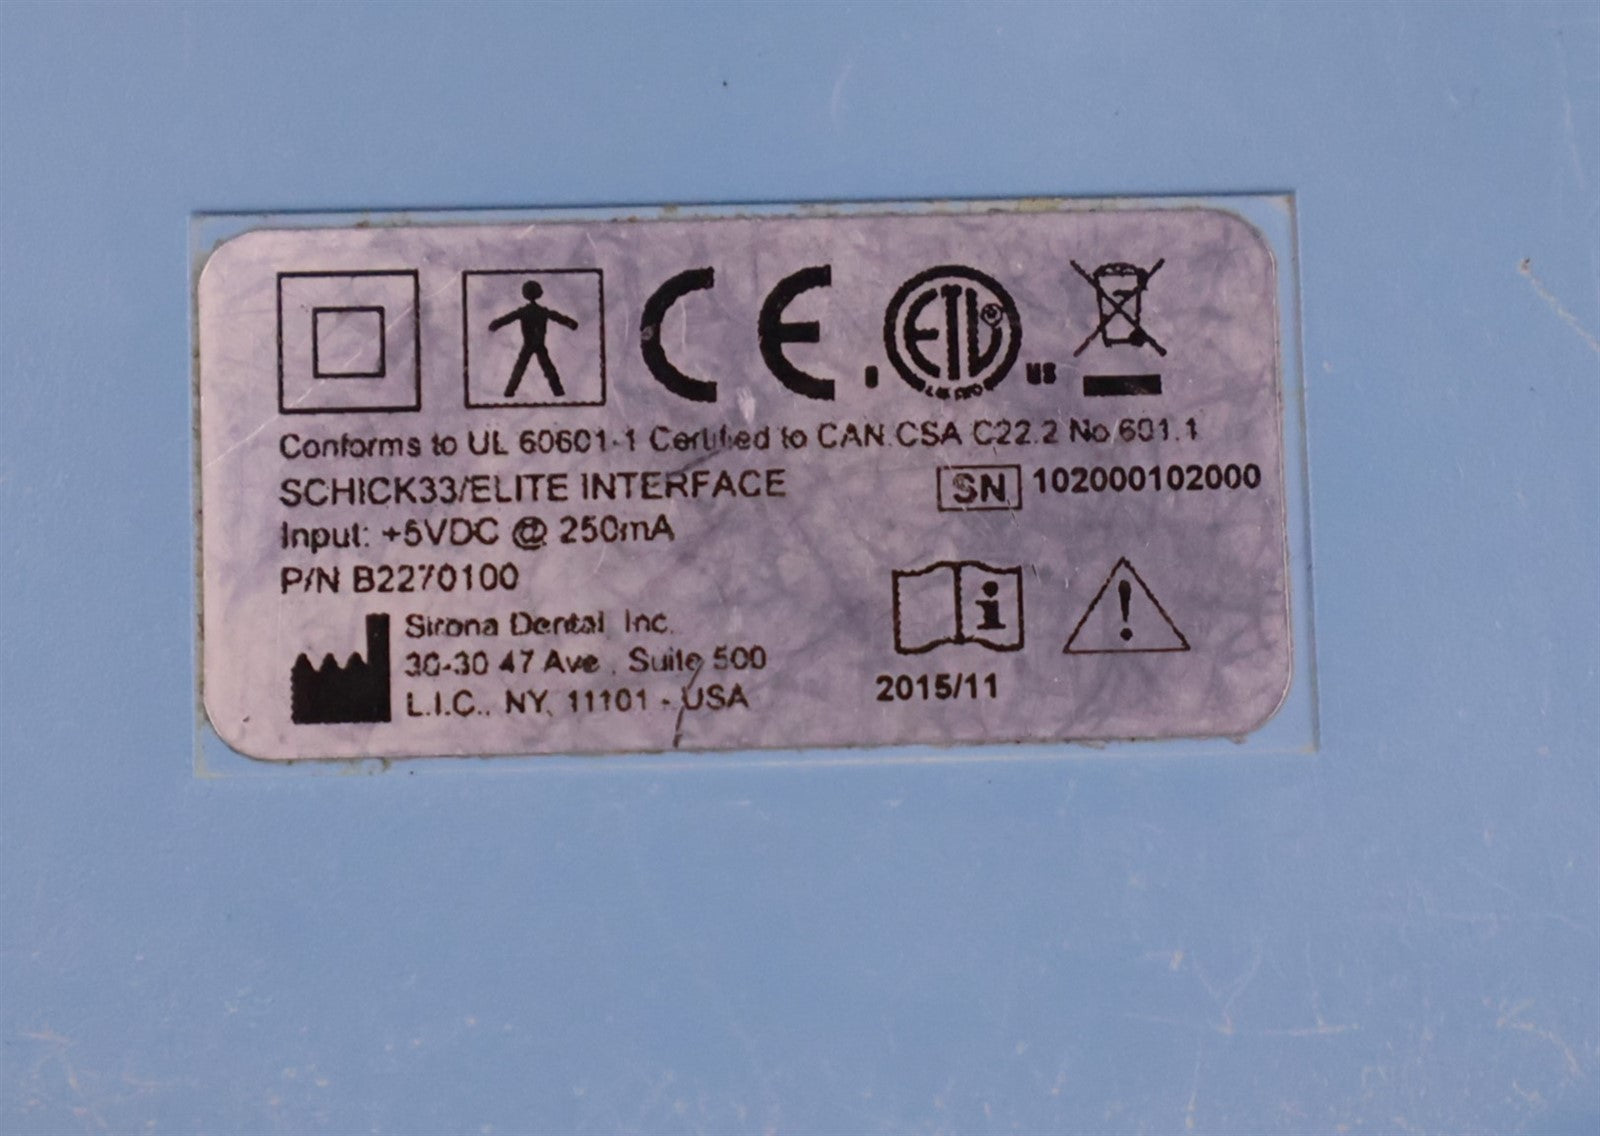 CE
ETL
US
Conforms to UL 60601-1 Certified to CAN.CSA C22.2 No 601.1
SCHICK33/ELITE INTERFACE
SN 102000102000
Input: +5VDC @ 250mA
P/N B2270100
Sirona Dental Inc.
30-30 47 Ave., Suite 500
L.I.C., NY, 11101 - USA
i
!
2015/11